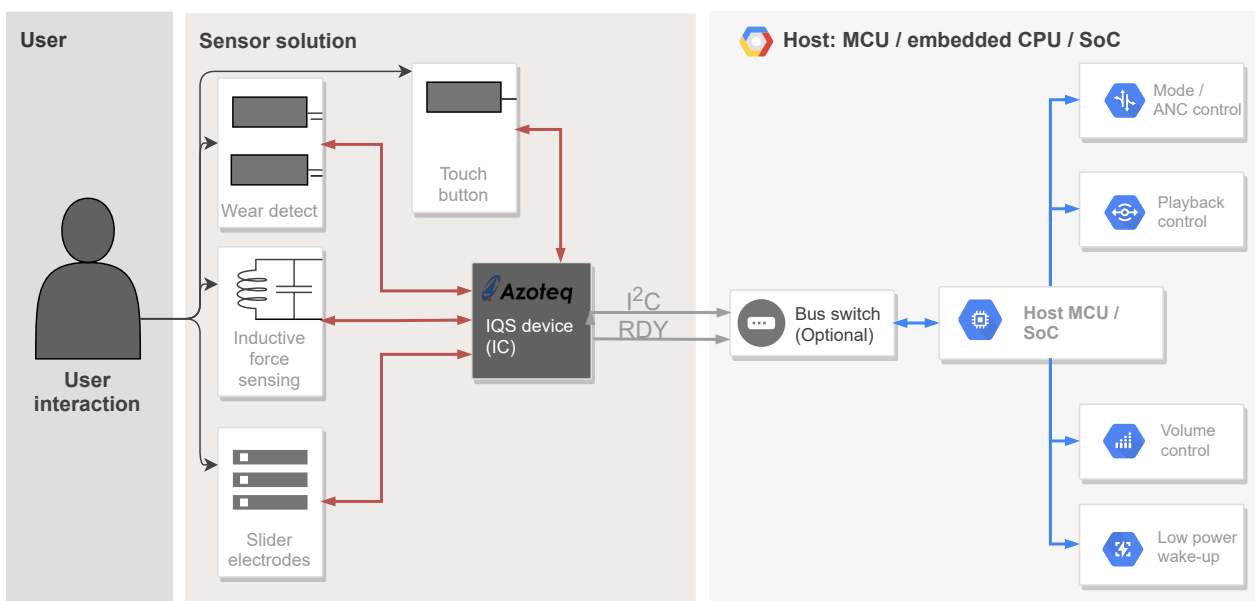 User
Sensor solution
Host: MCU / embedded CPU / SoC
Wear detect
Touch
button
Mode /
ANC control
Playback
control
User
interaction
Inductive
force
sensing
Azoteq
IQS device
(IC)
I²C
RDY
Bus switch
(Optional)
Host MCU /
SoC
Slider
electrodes
Volume
control
Low power
wake-up